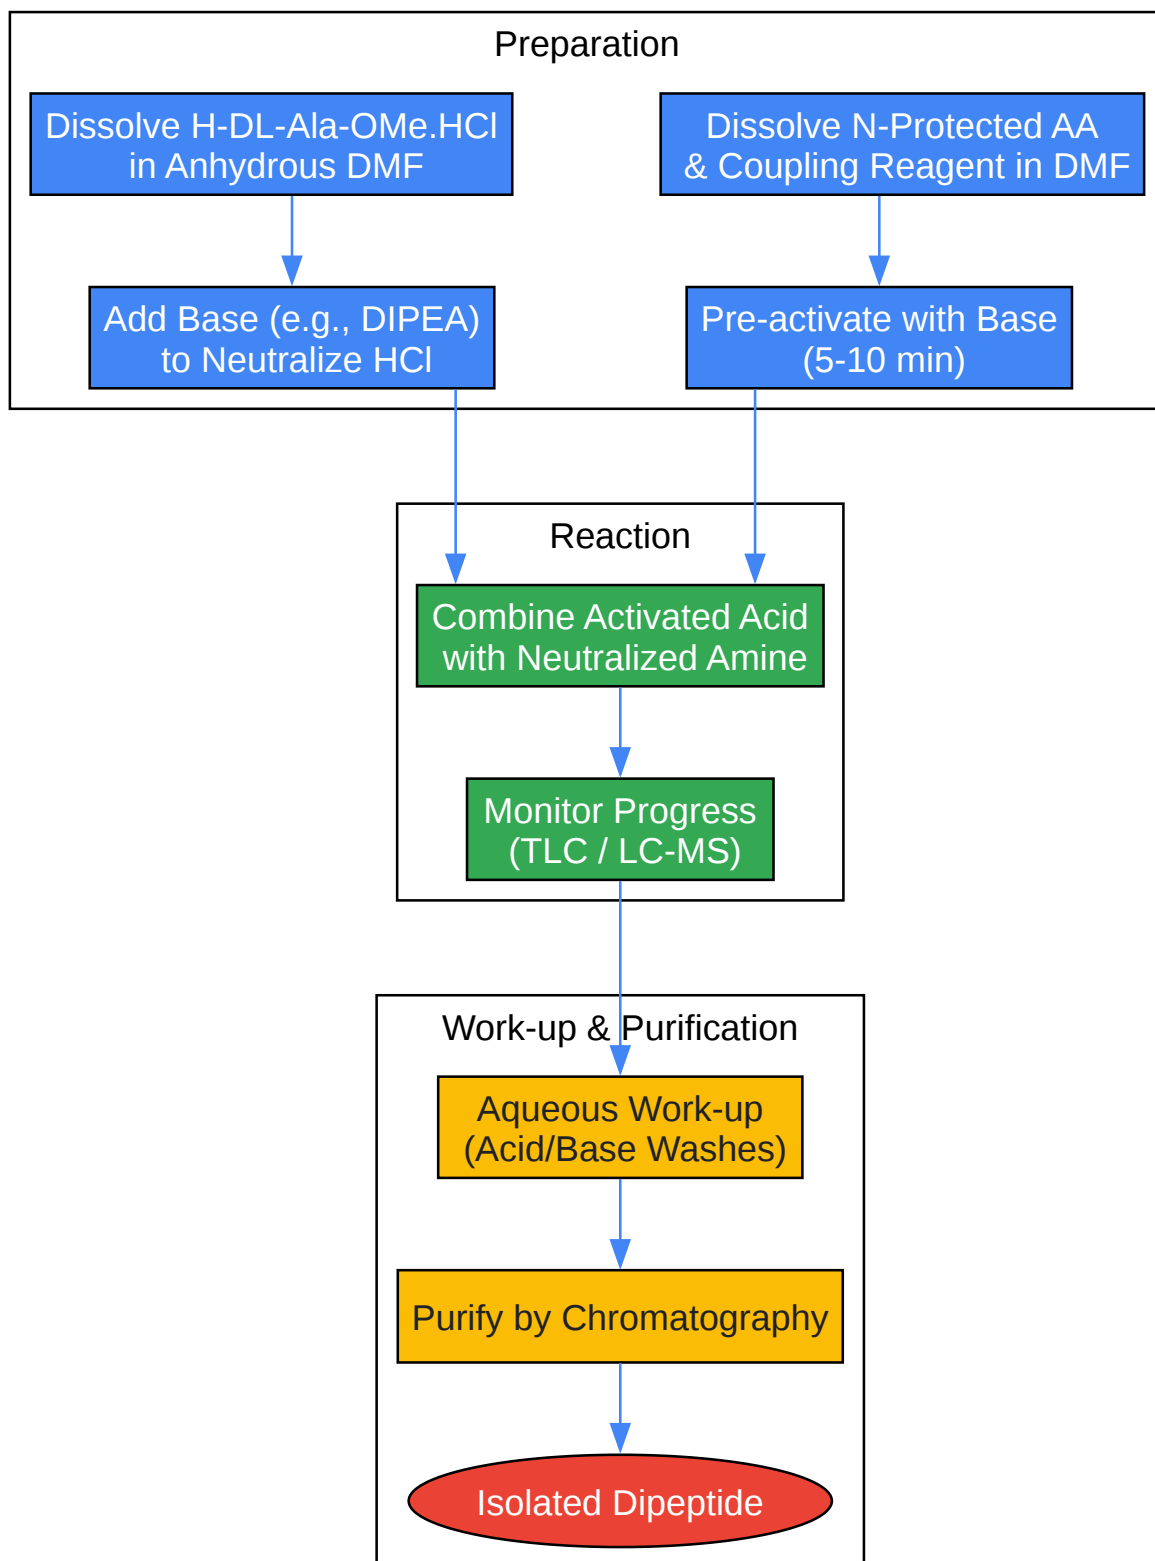 Preparation
Dissolve H-DL-Ala-OMe.HCl
in Anhydrous DMF
Dissolve N-Protected AA
& Coupling Reagent in DMF
Add Base (e.g., DIPEA)
to Neutralize HCl
Pre-activate with Base
(5-10 min)
Reaction
Combine Activated Acid
with Neutralized Amine
Monitor Progress
(TLC / LC-MS)
Work-up & Purification
Aqueous Work-up
(Acid/Base Washes)
Purify by Chromatography
Isolated Dipeptide